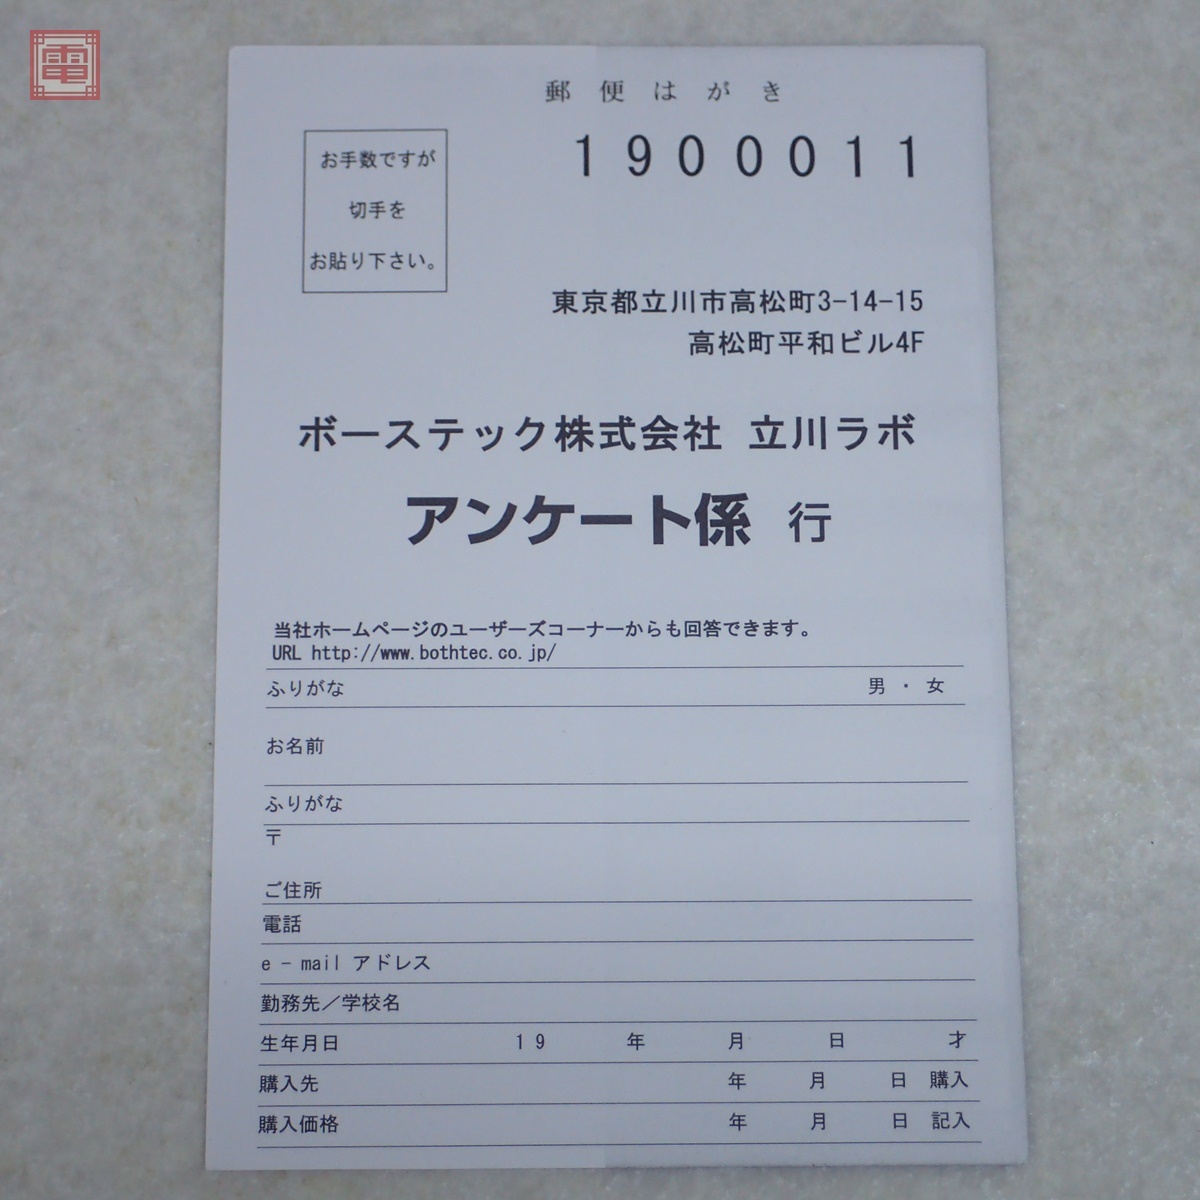 電
郵便はがき
お手数ですが
切手を
お貼り下さい。
1900011
東京都立川市高松町3-14-15
高松町平和ビル4F
ボーステック株式会社 立川ラボ
アンケート係 行
当社ホームページのユーザーズコーナーからも回答できます。
URL http://www.bothtec.co.jp/
ふりがな 男・女
お名前
ふりがな
〒
ご住所
電話
e-mail アドレス
勤務先／学校名
生年月日 19 年 月 日 才
購入先 年 月 日 購入
購入価格 年 月 日 記入